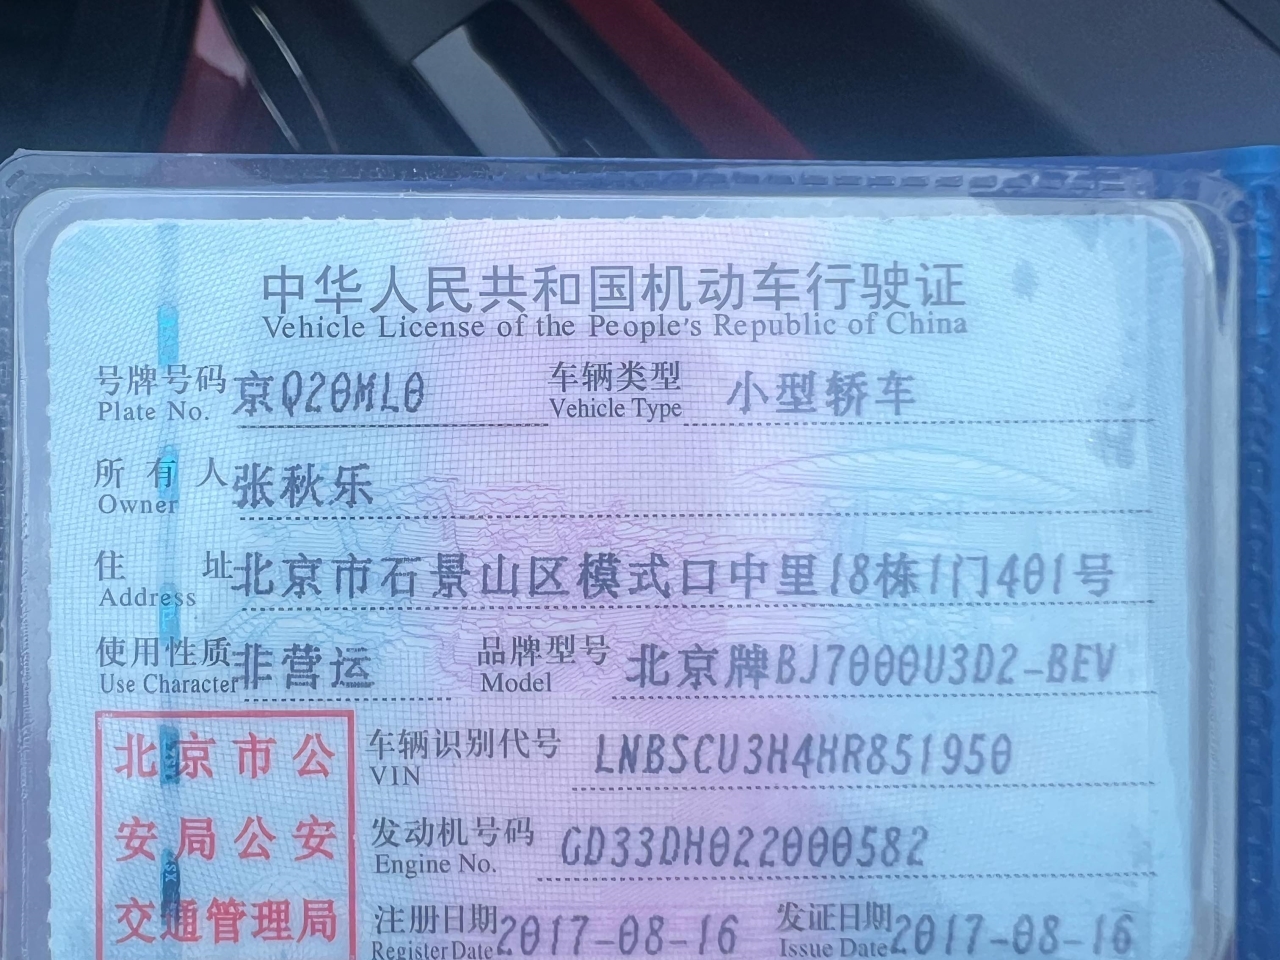 中华人民共和国机动车行驶证
Vehicle License of the People's Republic of China
号牌号码 京Q20ML0 车辆类型 小型轿车
Plate No. Vehicle Type
所有人 张秋乐
Owner
住址 北京市石景山区模式口中里18栋1门401号
Address
使用性质 非营运 品牌型号 北京牌BJ7000U3D2-BEV
Use Character Model
北京市公
安局公安
交通管理局
车辆识别代号 LNBSCU3H4HR851950
VIN
发动机号码 GD33DH022000582
Engine No.
注册日期 2017-08-16 发证日期 2017-08-16
Register Date Issue Date